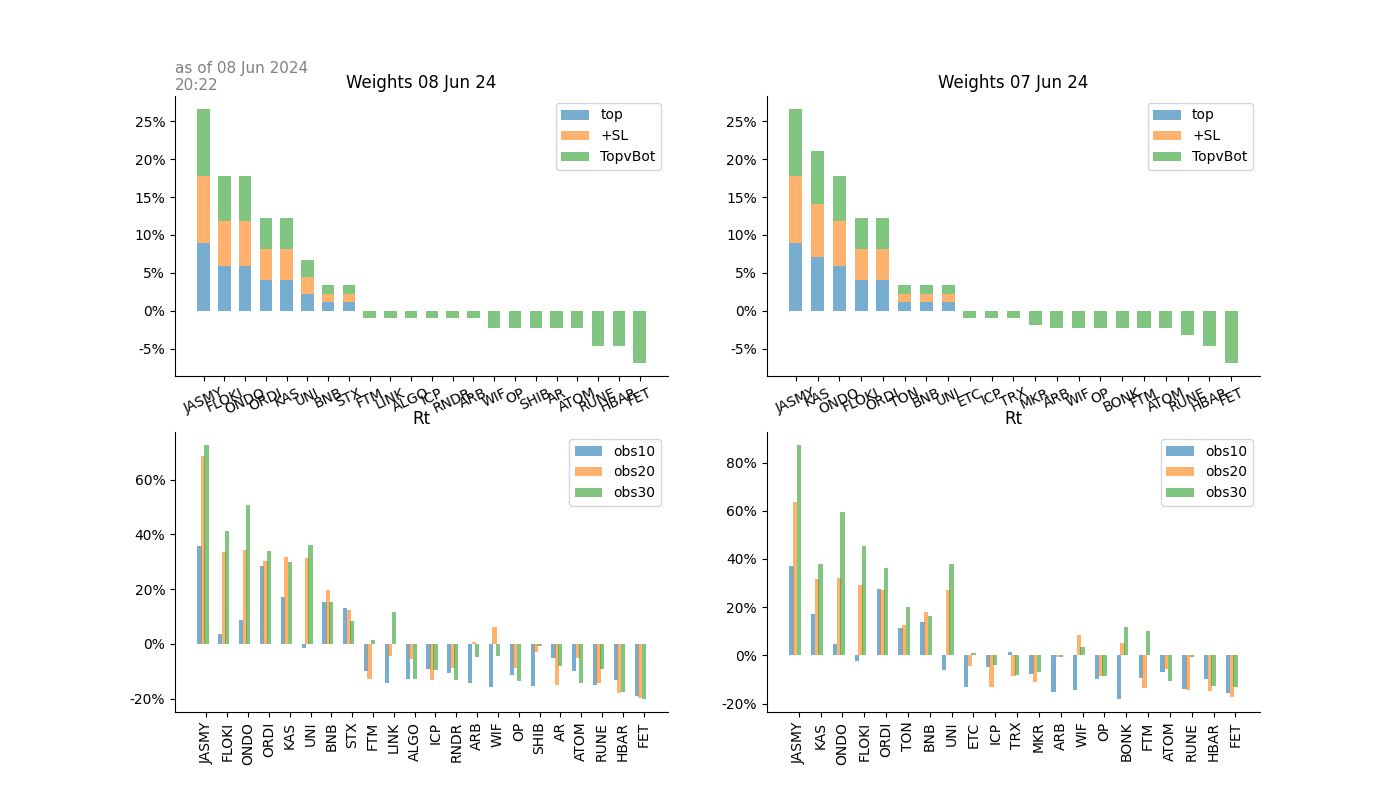 as of 08 Jun 2024
20:22
Weights 08 Jun 24
25%
20%
15%
10%
5%
0%
-5%
top
+SL
TopvBot
JASMY FLOKI ONDO ORDI KAS UNI BNB STX FTM LINK ALGO ICP RNDR ARB WIF OP SHIB AR ATOM RUNE HBAR FET
Weights 07 Jun 24
25%
20%
15%
10%
5%
0%
-5%
top
+SL
TopvBot
JASMY KAS ONDO FLOKI ORDI TON BNB UNI ETC ICP TRX MKR ARB WIF OP BONK FTM ATOM RUNE HBAR FET
Rt
60%
40%
20%
0%
-20%
obs10
obs20
obs30
JASMY FLOKI ONDO ORDI KAS UNI BNB STX FTM LINK ALGO ICP RNDR ARB WIF OP SHIB AR ATOM RUNE HBAR FET
Rt
80%
60%
40%
20%
0%
-20%
obs10
obs20
obs30
JASMY KAS ONDO FLOKI ORDI TON BNB UNI ETC ICP TRX MKR ARB WIF OP BONK FTM ATOM RUNE HBAR FET